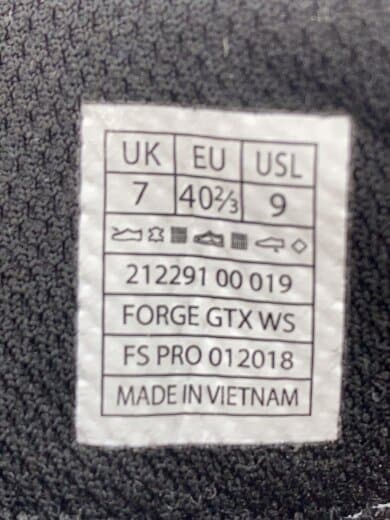 UK EU USL
7 40⅔ 9
212291 00 019
FORGE GTX WS
FS PRO 012018
MADE IN VIETNAM